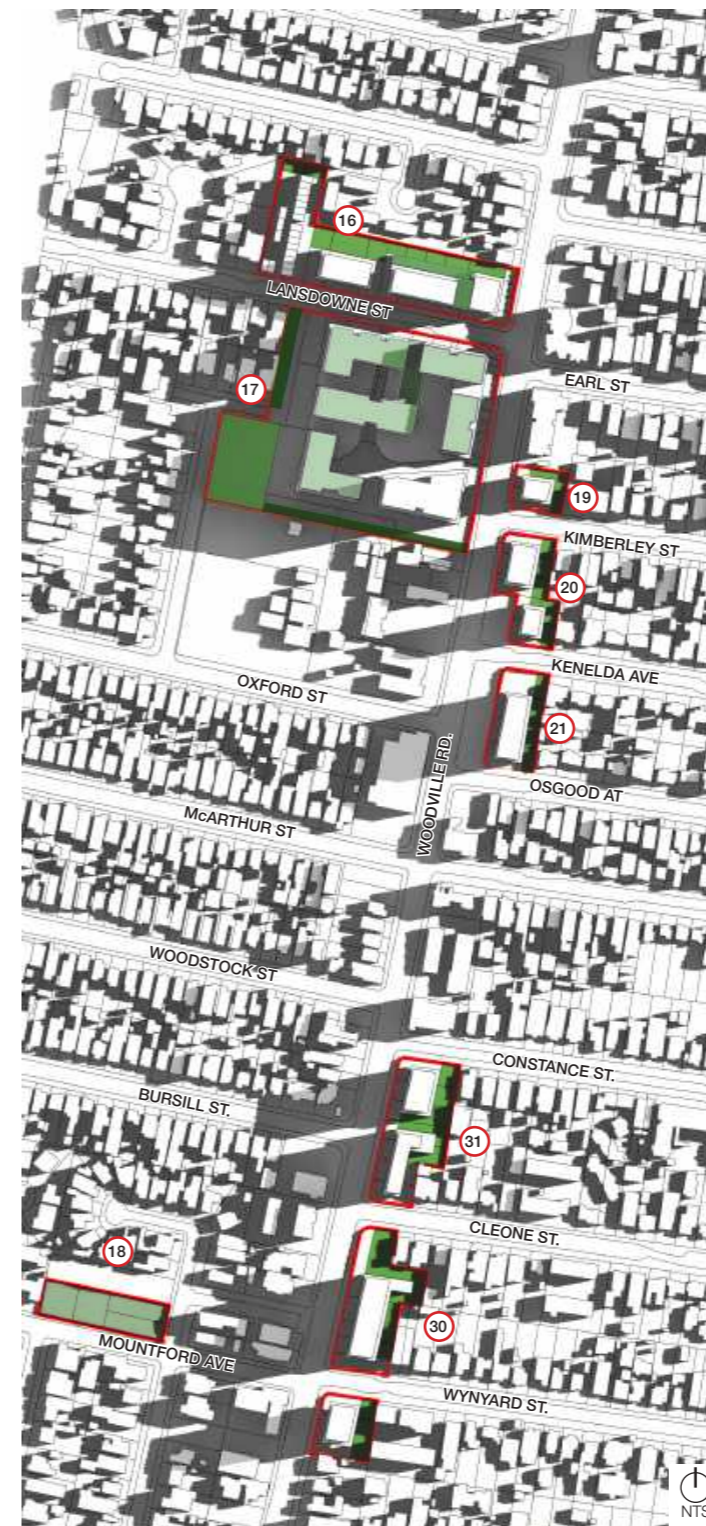 16
LANSDOWNE ST
EARL ST
17
19
KIMBERLEY ST
20
KENELDA AVE
OXFORD ST
21
WOODVILLE RD.
OSGOOD AT
McARTHUR ST
WOODSTOCK ST
CONSTANCE ST.
BURSILL ST.
31
CLEONE ST.
18
30
MOUNTFORD AVE
WYNYARD ST.
NTS